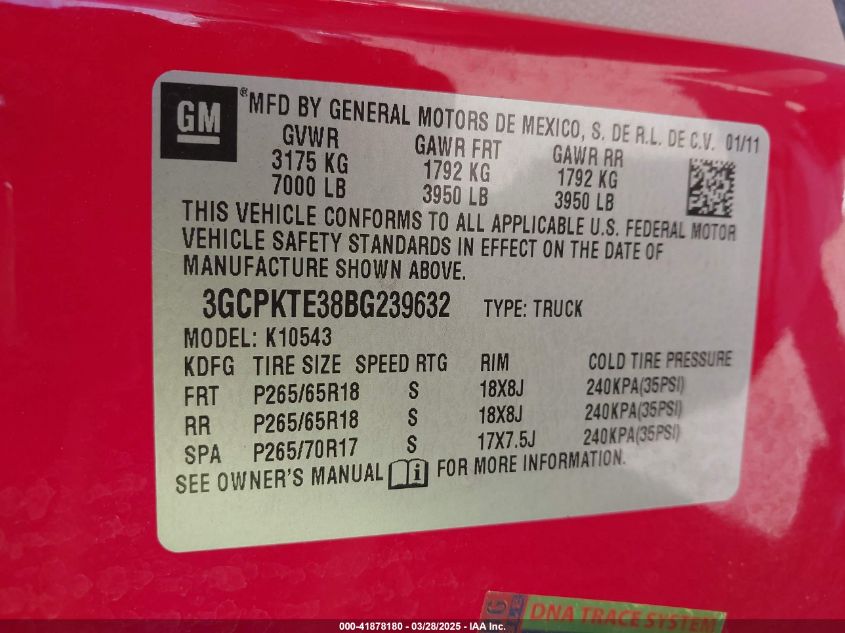 GM ® MFD BY GENERAL MOTORS DE MEXICO, S. DE R.L. DE C.V. 01/11
GVWR GAWR FRT GAWR RR
3175 KG 1792 KG 1792 KG
7000 LB 3950 LB 3950 LB
THIS VEHICLE CONFORMS TO ALL APPLICABLE U.S. FEDERAL MOTOR
VEHICLE SAFETY STANDARDS IN EFFECT ON THE DATE OF
MANUFACTURE SHOWN ABOVE.
3GCPKTE38BG239632 TYPE: TRUCK
MODEL: K10543
KDFG TIRE SIZE SPEED RTG RIM COLD TIRE PRESSURE
FRT P265/65R18 S 18X8J 240KPA(35PSI)
RR P265/65R18 S 18X8J 240KPA(35PSI)
SPA P265/70R17 S 17X7.5J 240KPA(35PSI)
SEE OWNER'S MANUAL FOR MORE INFORMATION.
DNA TRACE SYSTEM
000-41878180 - 03/28/2025 - IAA Inc.